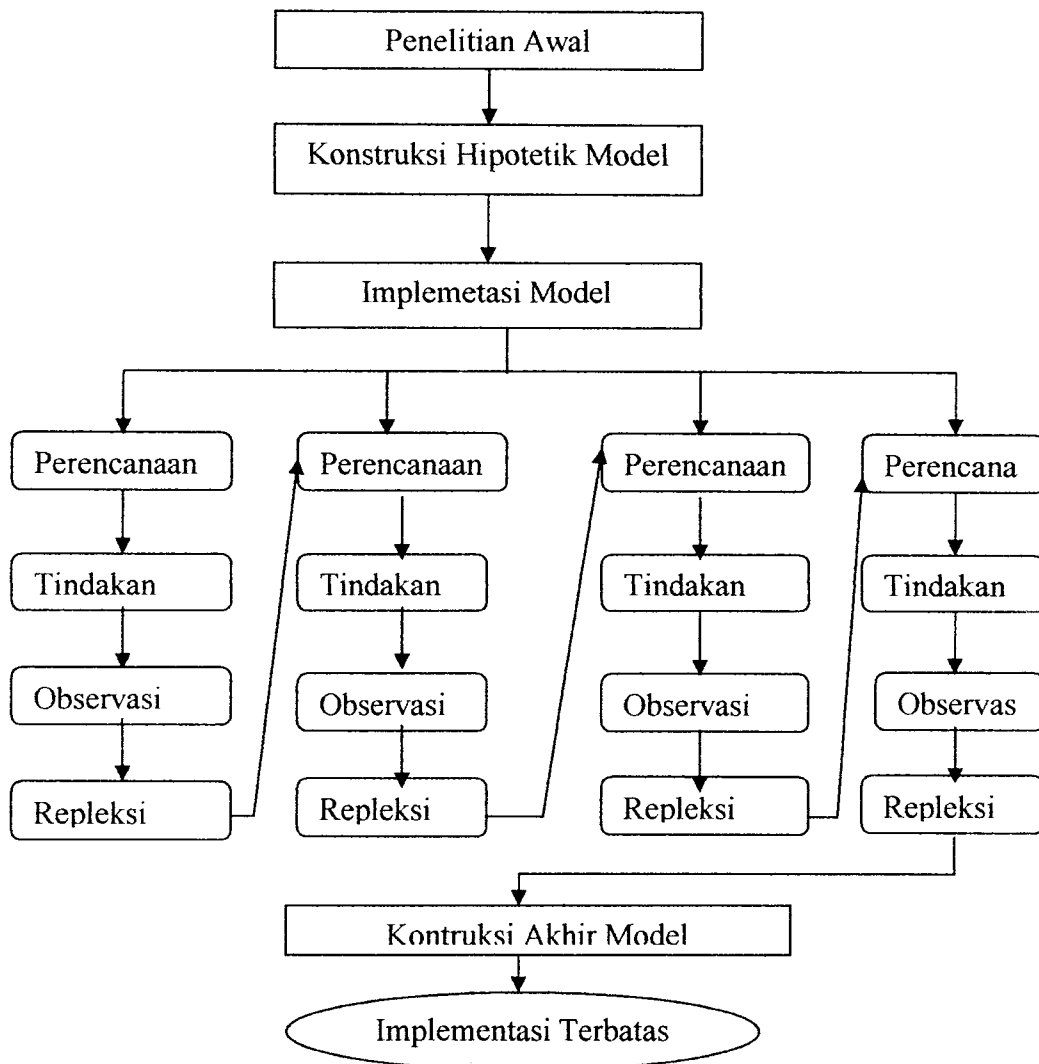 Penelitian Awal
Konstruksi Hipotetik Model
Implemetasi Model
Perencanaan
Perencanaan
Perencanaan
Perencana
Tindakan
Tindakan
Tindakan
Tindakan
Observasi
Observasi
Observasi
Observas
Repleksi
Repleksi
Repleksi
Repleksi
Kontruksi Akhir Model
Implementasi Terbatas